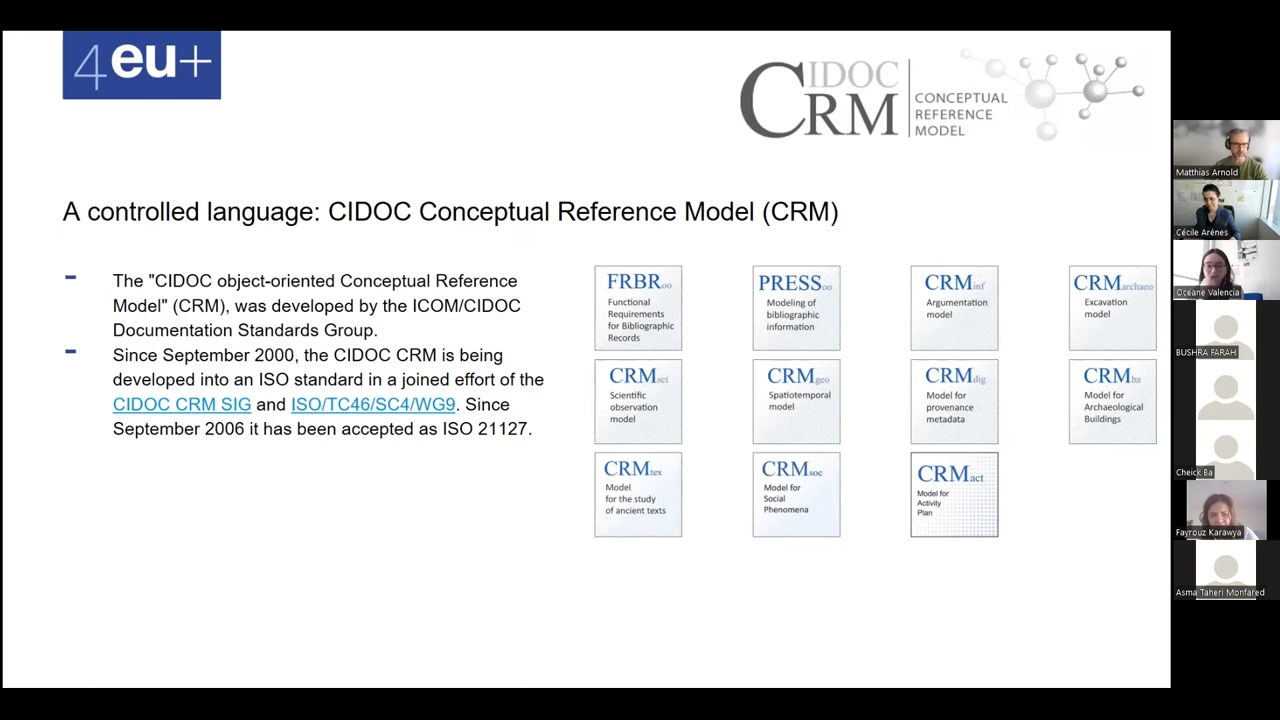 4eu+
CIDOC
CRM
CONCEPTUAL
REFERENCE
MODEL
A controlled language: CIDOC Conceptual Reference Model (CRM)
- The "CIDOC object-oriented Conceptual Reference
Model" (CRM), was developed by the ICOM/CIDOC
Documentation Standards Group.
- Since September 2000, the CIDOC CRM is being
developed into an ISO standard in a joined effort of the
CIDOC CRM SIG and ISO/TC46/SC4/WG9. Since
September 2006 it has been accepted as ISO 21127.
FRBRoo
Functional
Requirements
for Bibliographic
Records
PRESSoo
Modeling of
bibliographic
information
CRMinf
Argumentation
model
CRMarchaeo
Excavation
model
CRMsci
Scientific
observation
model
CRMgeo
Spatiotemporal
model
CRMdig
Model for
provenance
metadata
CRMba
Model for
Archaeological
Buildings
CRMtex
Model
for the study
of ancient texts
CRMsoc
Model for
Social
Phenomena
CRMact
Model for
Activity
Plan
Matthias Arnold
Cécile Arènes
Océane Valencia
BUSHRA FARAH
Cheick Ba
Fayrouz Karawya
Asma Taheri Monfared